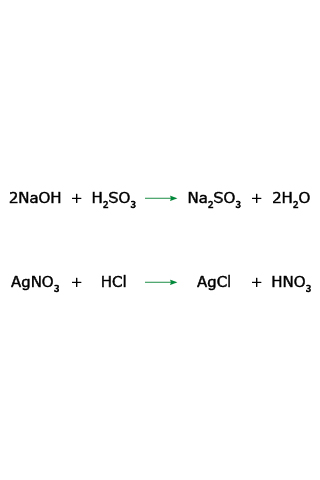 2NaOH + H₂SO₃ → Na₂SO₃ + 2H₂O
AgNO₃ + HCl → AgCl + HNO₃